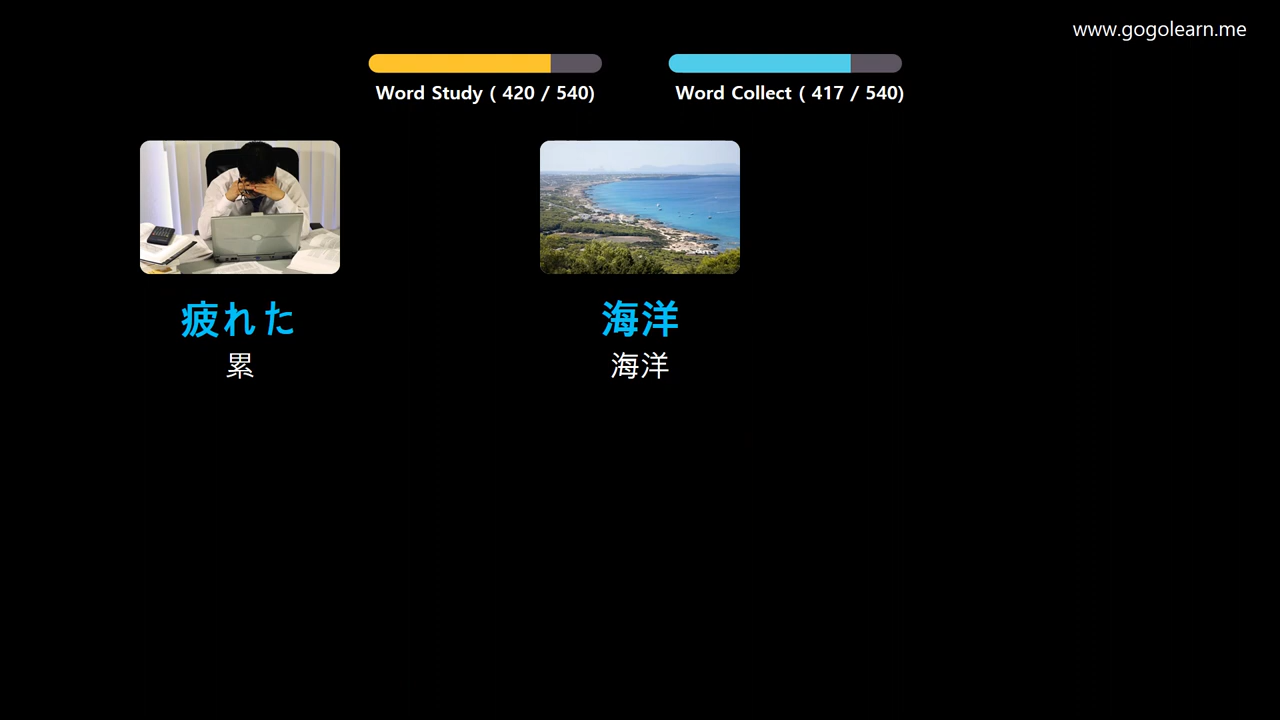 www.gogolearn.me
Word Study ( 420 / 540)
Word Collect ( 417 / 540)
疲れた
累
海洋
海洋